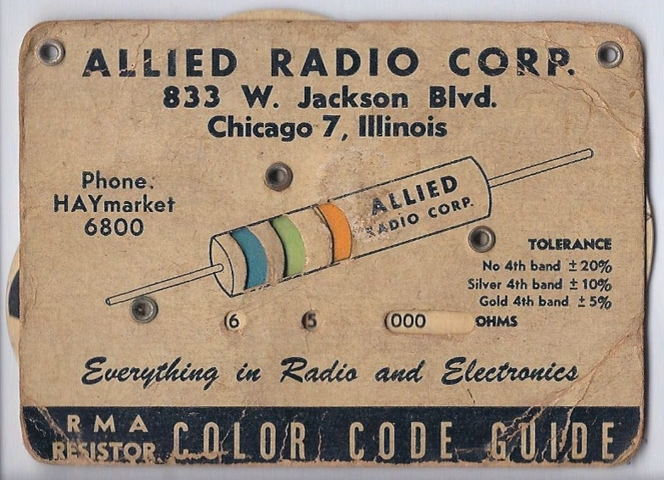 ALLIED RADIO CORP.
833 W. Jackson Blvd.
Chicago 7, Illinois
Phone.
HAYmarket
6800
ALLIED
RADIO CORP.
TOLERANCE
No 4th band ±20%
Silver 4th band ±10%
Gold 4th band ±5%
6 5 000 OHMS
Everything in Radio and Electronics
RMA
RESISTOR COLOR CODE GUIDE